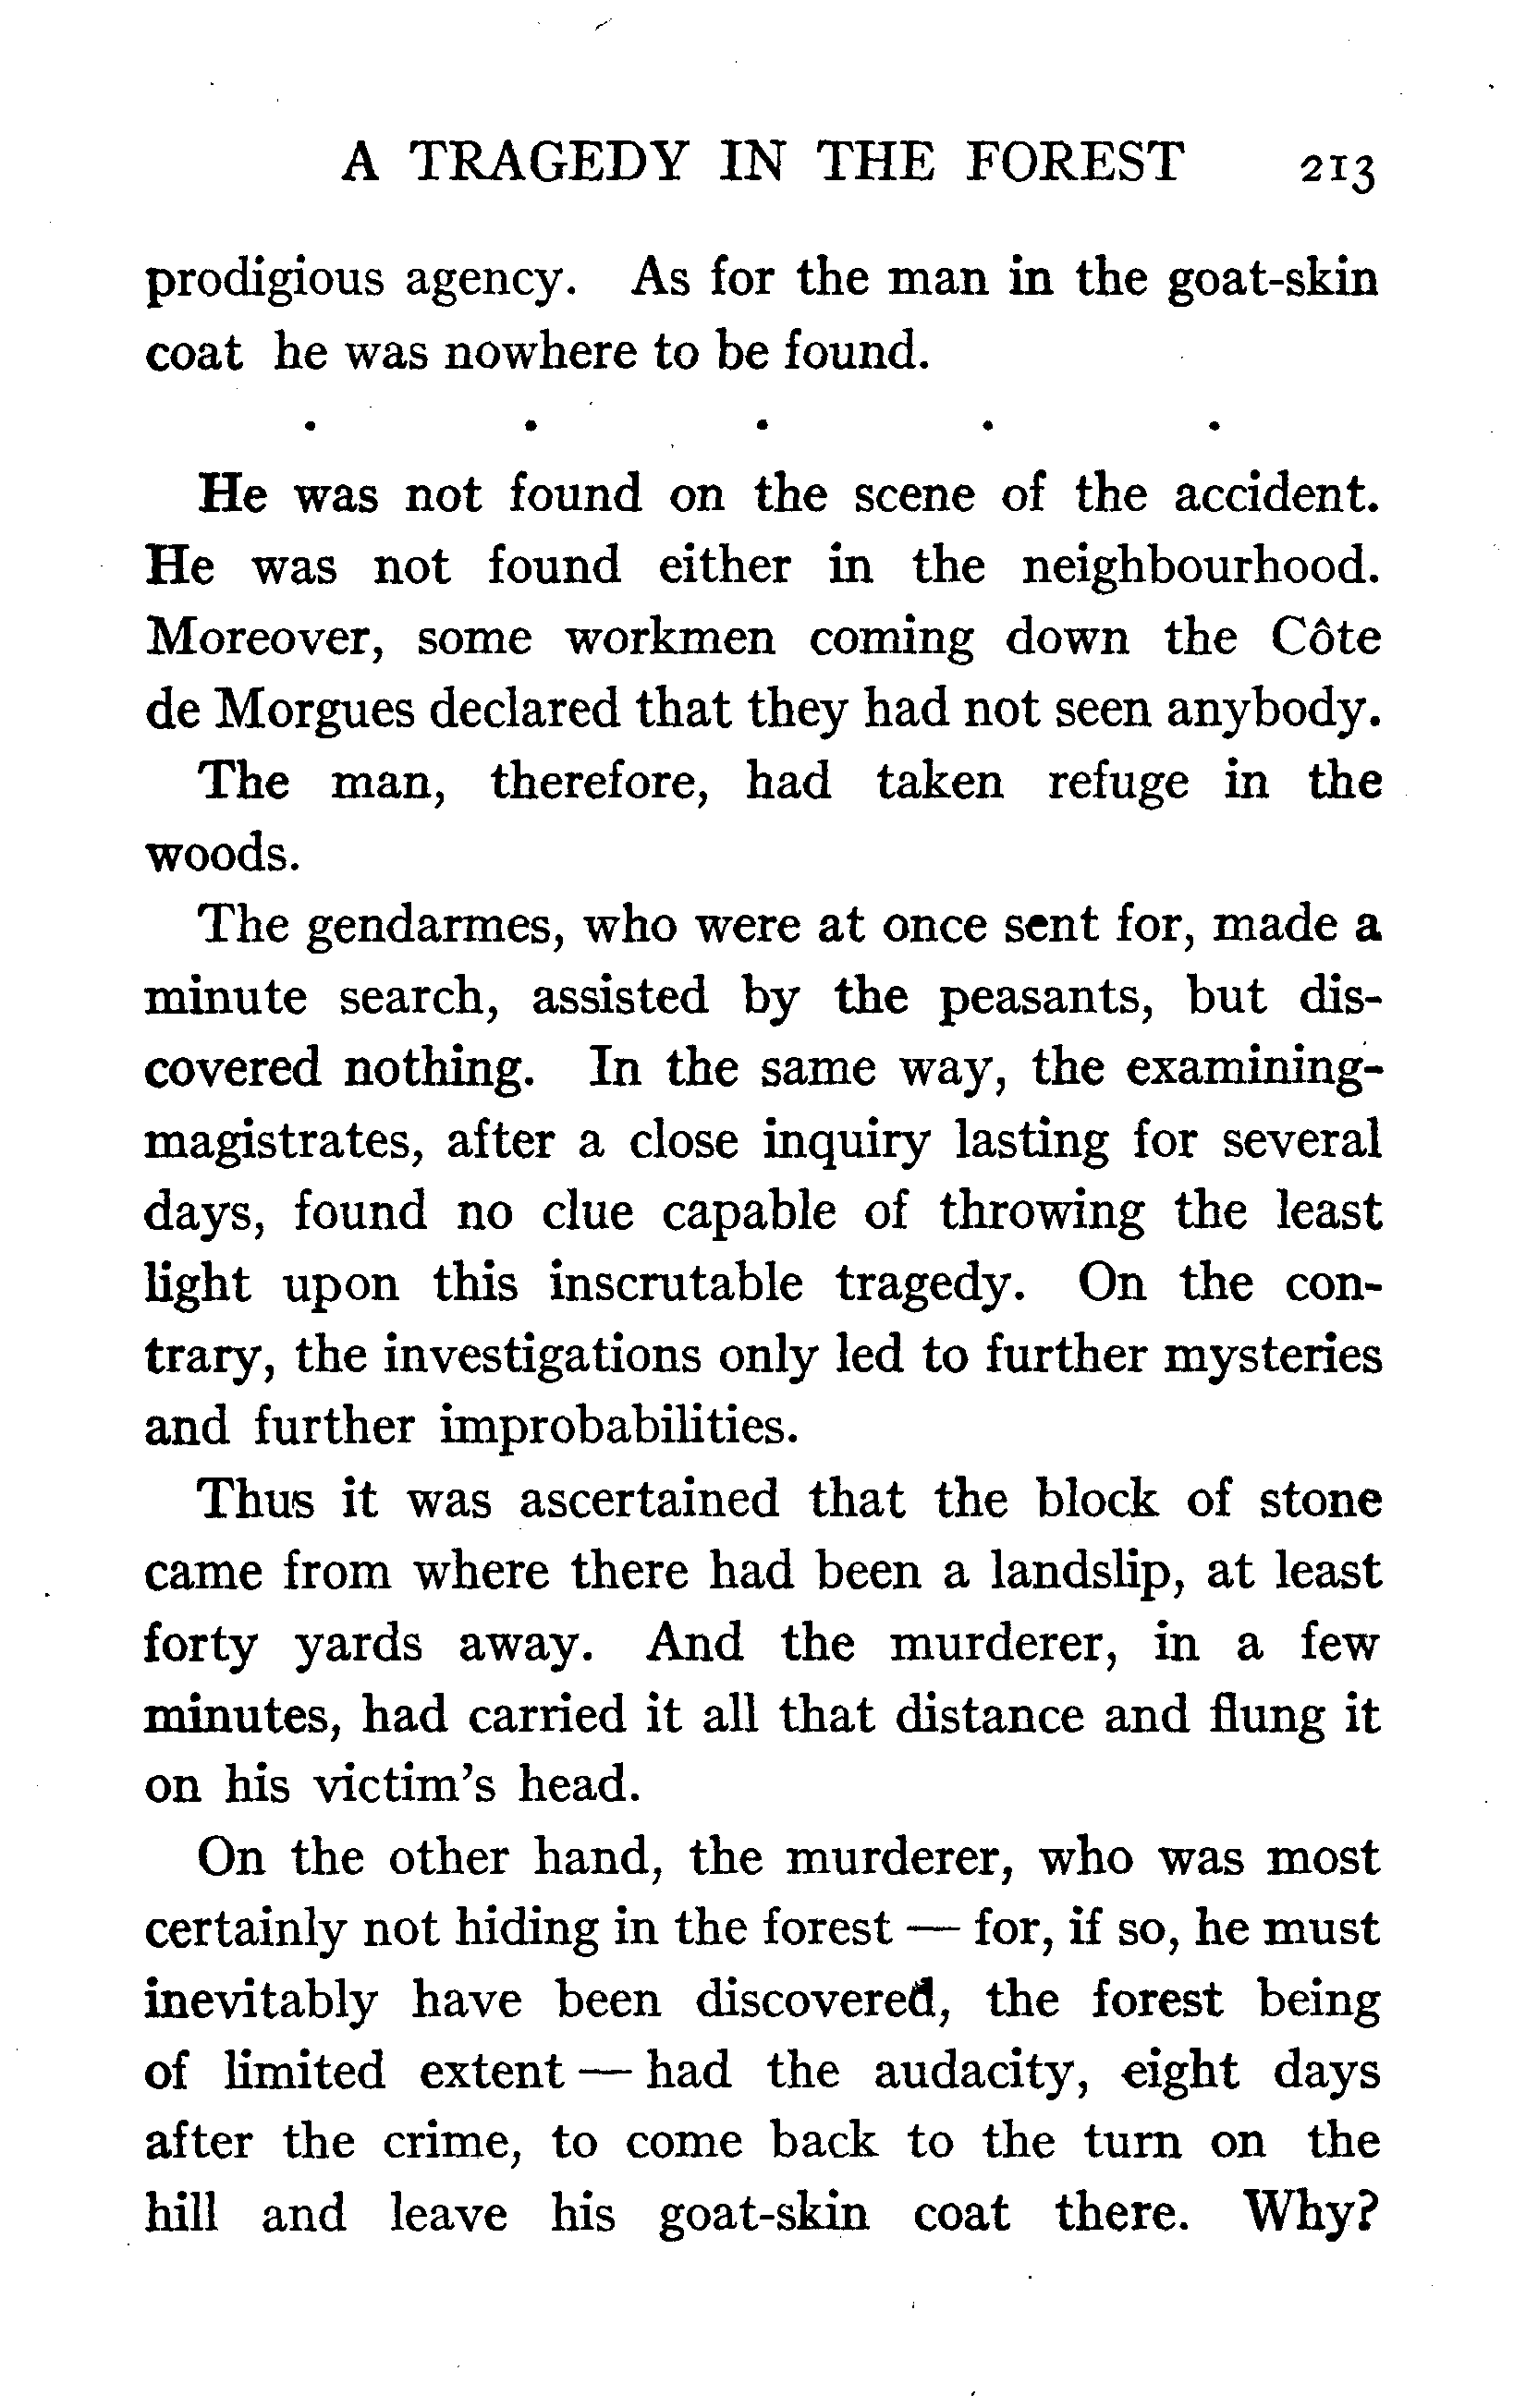 A TRAGEDY IN THE FOREST 213
prodigious agency. As for the man in the goat-skin
coat he was nowhere to be found.
. . . . .
He was not found on the scene of the accident.
He was not found either in the neighbourhood.
Moreover, some workmen coming down the Côte
de Morgues declared that they had not seen anybody.
The man, therefore, had taken refuge in the
woods.
The gendarmes, who were at once sent for, made a
minute search, assisted by the peasants, but dis-
covered nothing. In the same way, the examining-
magistrates, after a close inquiry lasting for several
days, found no clue capable of throwing the least
light upon this inscrutable tragedy. On the con-
trary, the investigations only led to further mysteries
and further improbabilities.
Thus it was ascertained that the block of stone
came from where there had been a landslip, at least
forty yards away. And the murderer, in a few
minutes, had carried it all that distance and flung it
on his victim's head.
On the other hand, the murderer, who was most
certainly not hiding in the forest — for, if so, he must
inevitably have been discovered, the forest being
of limited extent — had the audacity, eight days
after the crime, to come back to the turn on the
hill and leave his goat-skin coat there. Why?